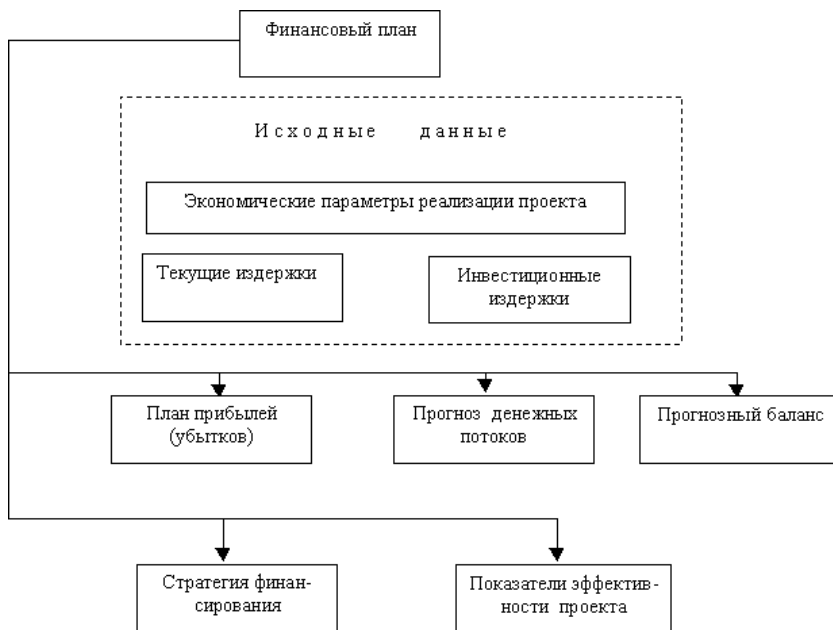 Финансовый план
Исходные данные
Экономические параметры реализации проекта
Текущие издержки
Инвестиционные
издержки
План прибылей
(убытков)
Прогноз денежных
потоков
Прогнозный баланс
Стратегия финан-
сирования
Показатели эффектив-
ности проекта